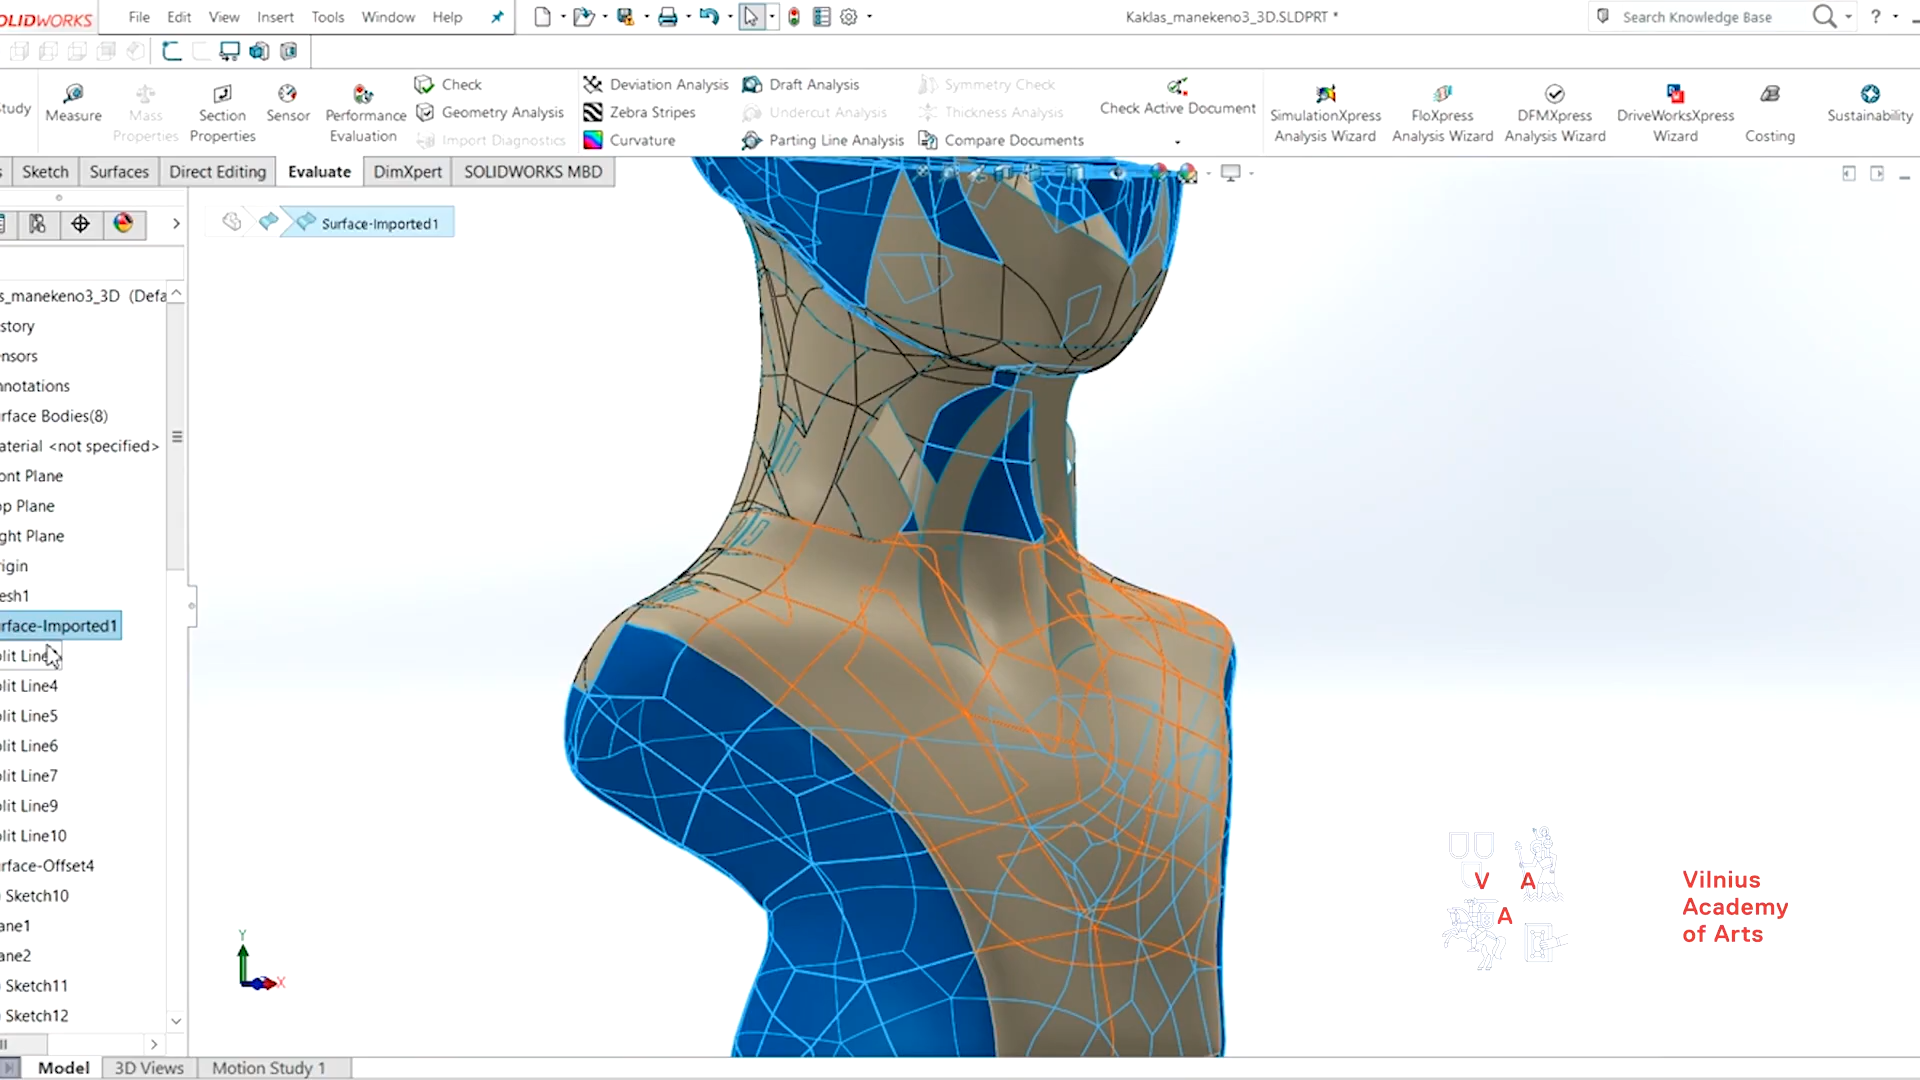 SOLIDWORKS
File Edit View Insert Tools Window Help
Kaklas_manekeno3_3D.SLDPRT *
Search Knowledge Base
?
tudy
Measure
Mass Properties
Section Properties
Sensor
Performance Evaluation
Check
Geometry Analysis
Import Diagnostics
Deviation Analysis
Zebra Stripes
Curvature
Draft Analysis
Undercut Analysis
Parting Line Analysis
Symmetry Check
Thickness Analysis
Compare Documents
Check Active Document
SimulationXpress Analysis Wizard
FloXpress Analysis Wizard
DFMXpress Analysis Wizard
DriveWorksXpress Wizard
Costing
Sustainability
s Sketch Surfaces Direct Editing Evaluate DimXpert SOLIDWORKS MBD
Surface-Imported1
s_manekeno3_3D (Defa
story
ensors
nnotations
rface Bodies(8)
aterial <not specified>
ont Plane
op Plane
ght Plane
rigin
esh1
rface-Imported1
lit Line
lit Line4
lit Line5
lit Line6
lit Line7
lit Line9
lit Line10
rface-Offset4
Sketch10
ane1
ane2
Sketch11
Sketch12
Y
X
V A
A
Vilnius
Academy
of Arts
Model 3D Views Motion Study 1